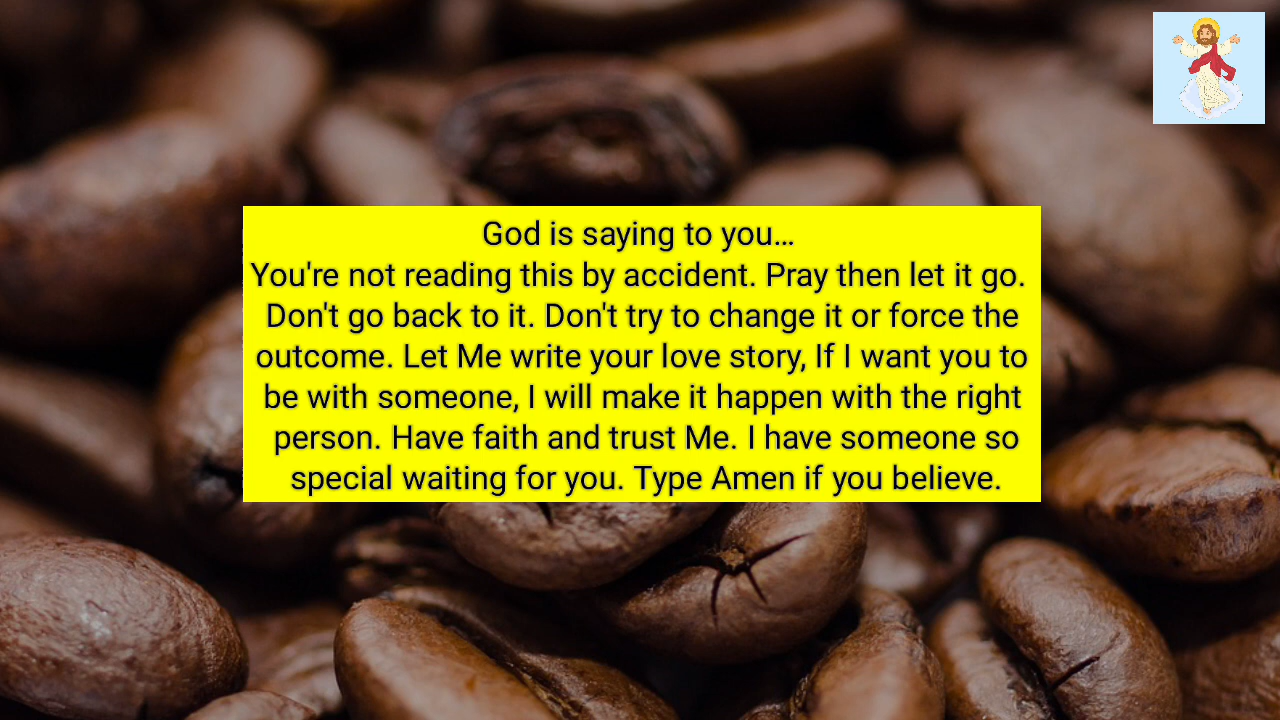 God is saying to you…
You're not reading this by accident. Pray then let it go.
Don't go back to it. Don't try to change it or force the
outcome. Let Me write your love story, If I want you to
be with someone, I will make it happen with the right
person. Have faith and trust Me. I have someone so
special waiting for you. Type Amen if you believe.